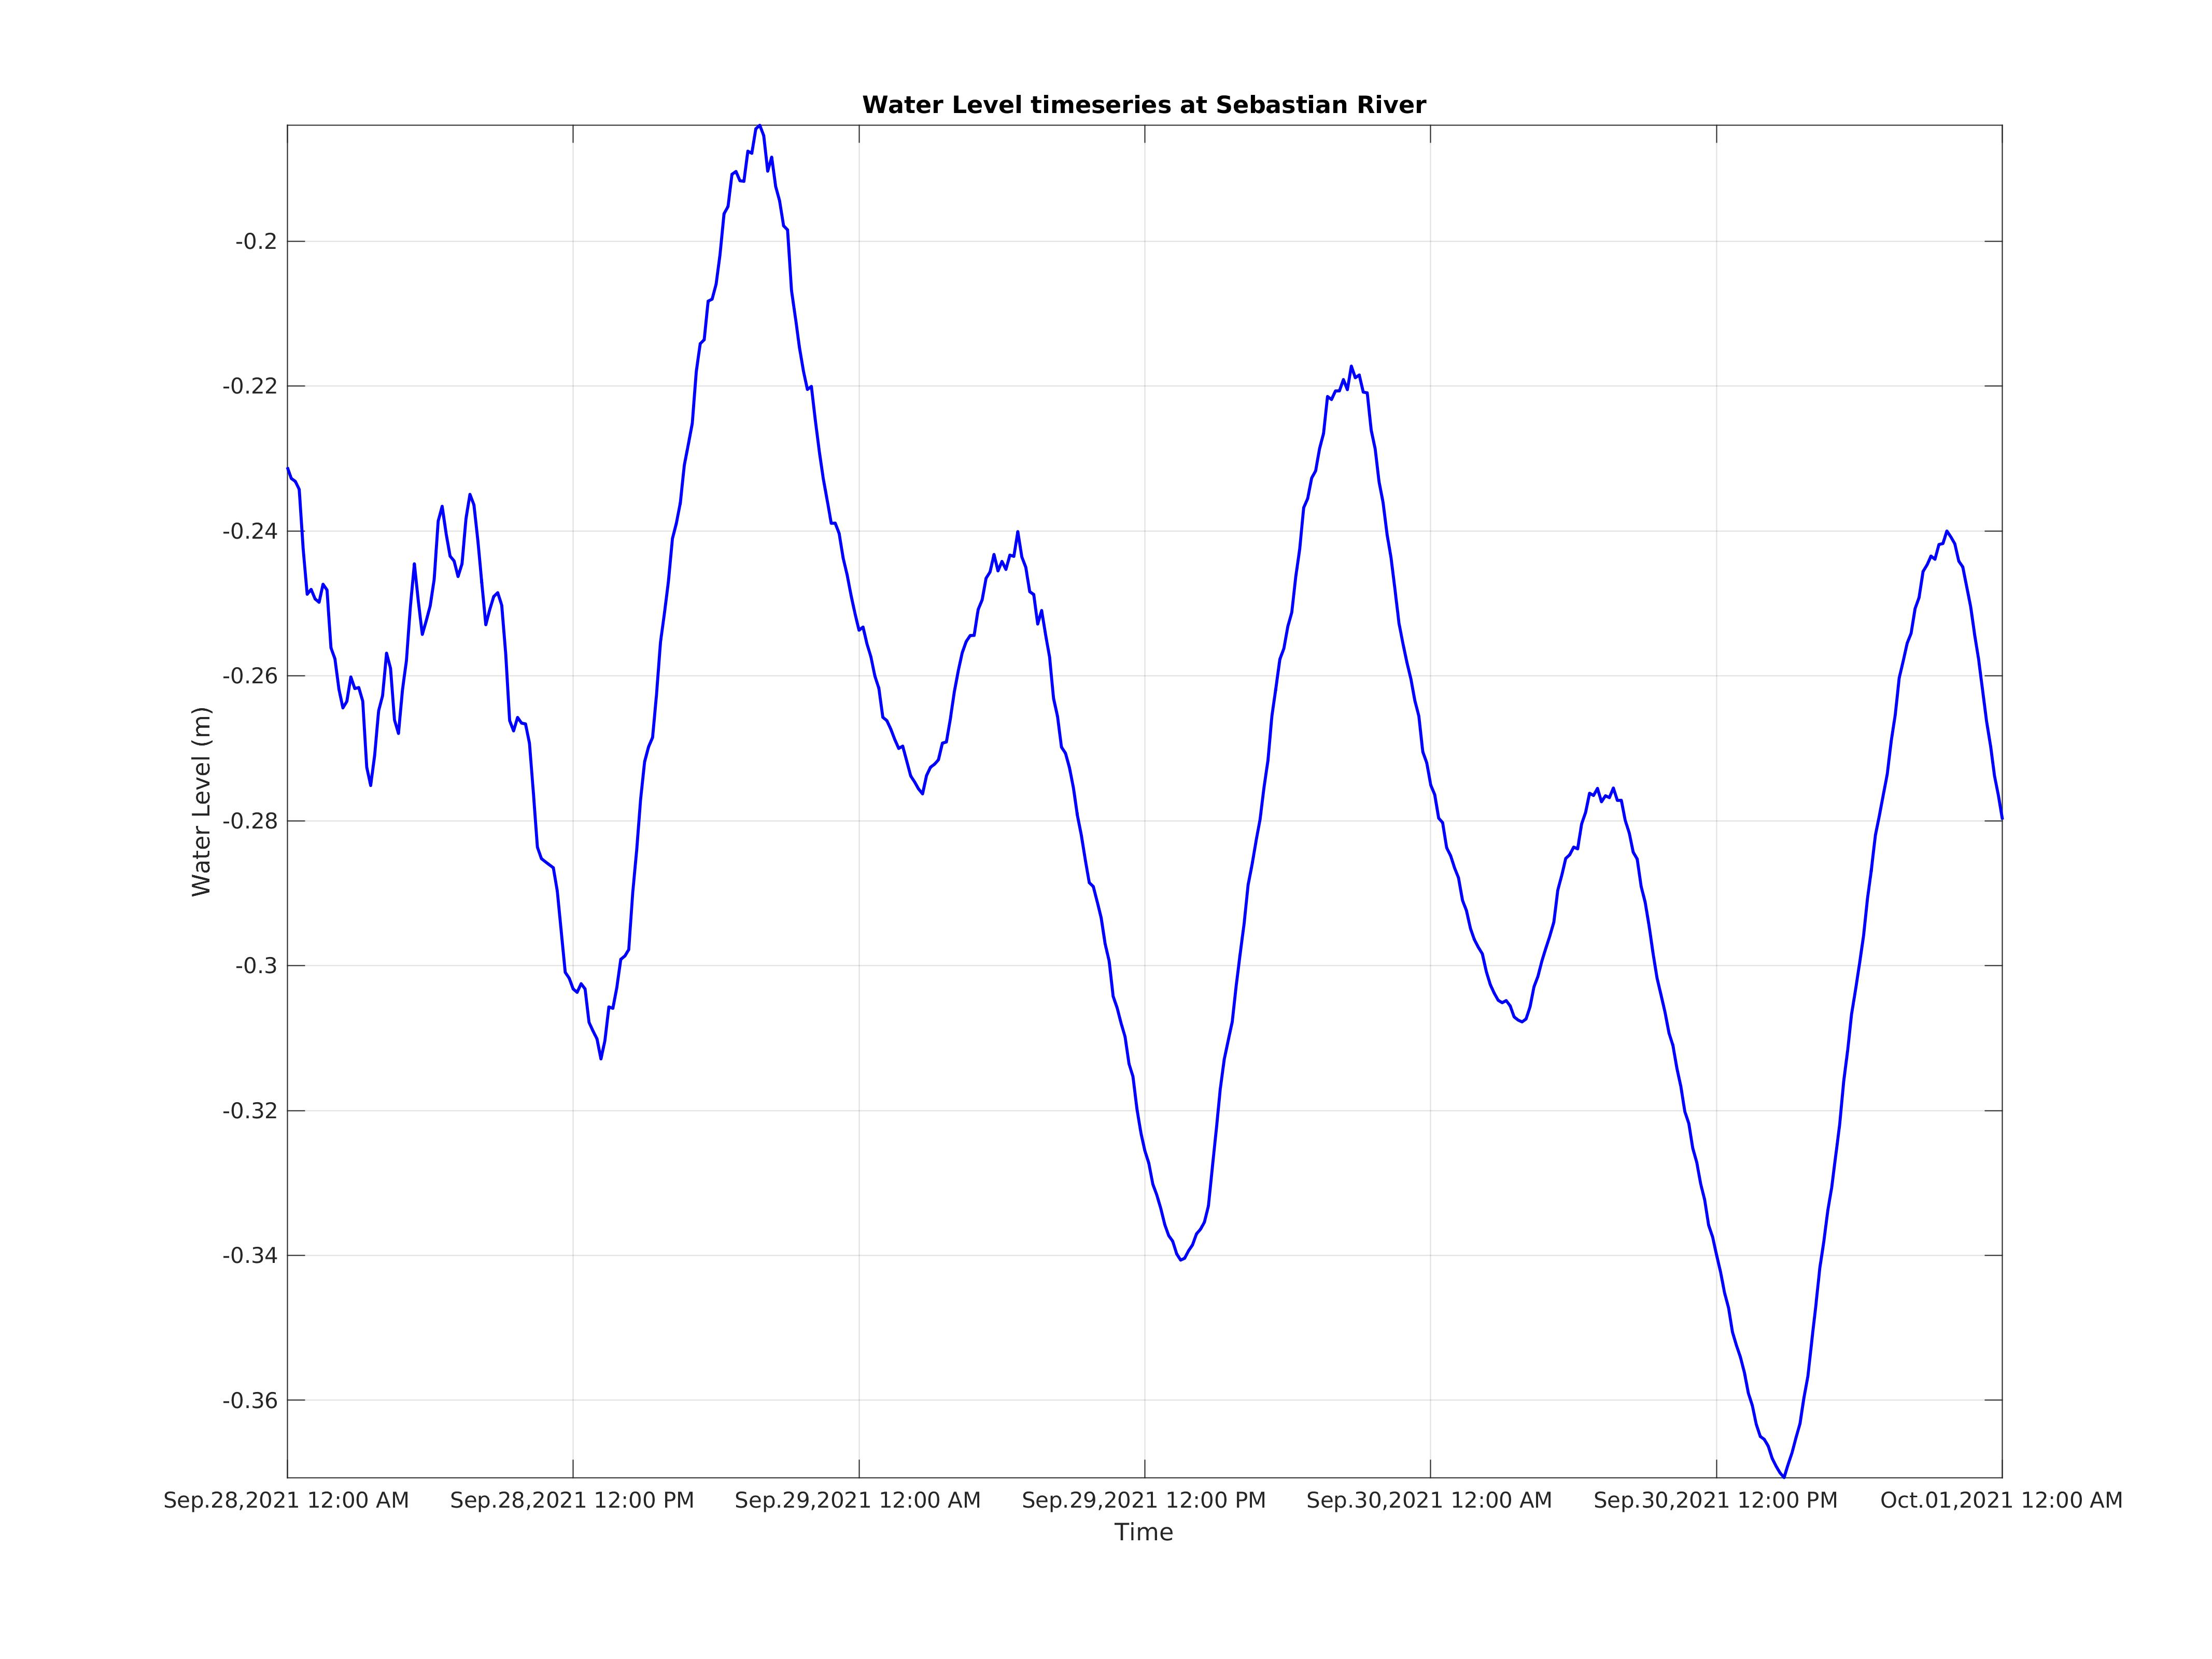 Water Level timeseries at Sebastian River
-0.2
-0.22
-0.24
-0.26
-0.28
-0.3
-0.32
-0.34
-0.36
Water Level (m)
Sep.28,2021 12:00 AM Sep.28,2021 12:00 PM Sep.29,2021 12:00 AM Sep.29,2021 12:00 PM Sep.30,2021 12:00 AM Sep.30,2021 12:00 PM Oct.01,2021 12:00 AM
Time